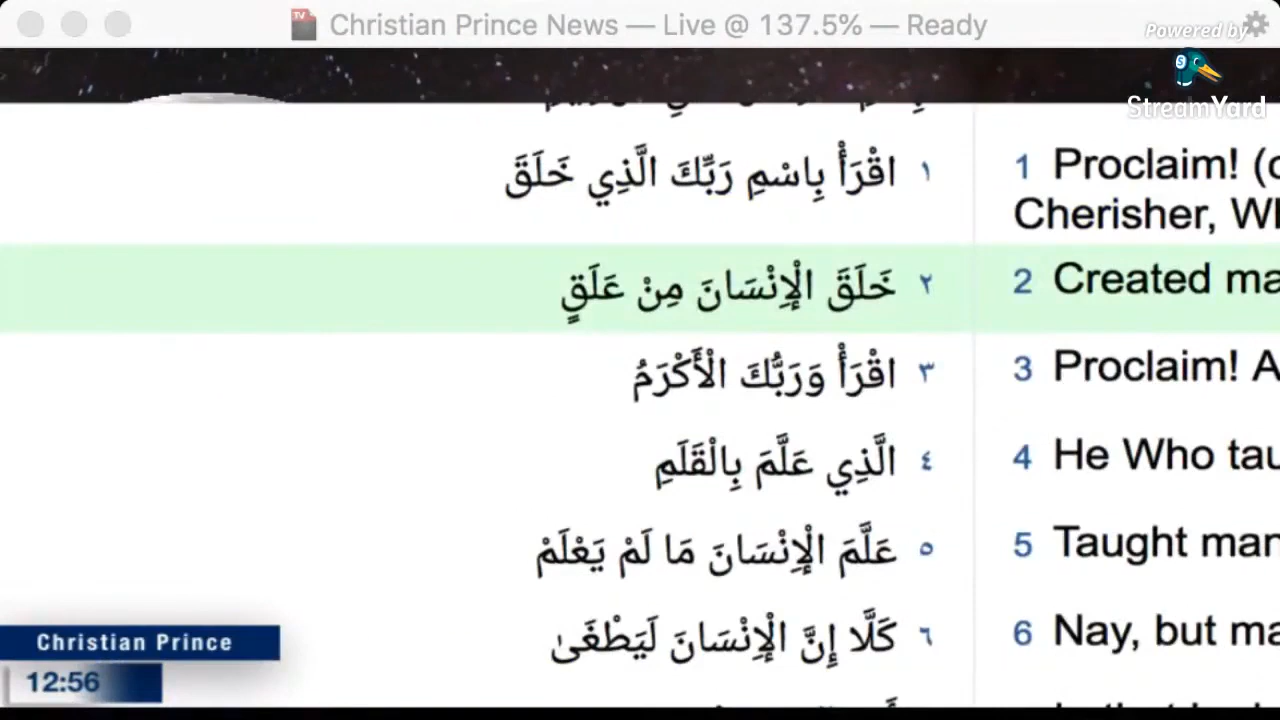 Christian Prince News — Live @ 137.5% — Ready
Powered by
StreamYard
١ اقْرَأْ بِاسْمِ رَبِّكَ الَّذِي خَلَقَ
1 Proclaim! (
Cherisher,
٢ خَلَقَ الْإِنْسَانَ مِنْ عَلَقٍ
2 Created ma
٣ اقْرَأْ وَرَبُّكَ الْأَكْرَمُ
3 Proclaim! A
٤ الَّذِي عَلَّمَ بِالْقَلَمِ
4 He Who tau
٥ عَلَّمَ الْإِنْسَانَ مَا لَمْ يَعْلَمْ
5 Taught man
٦ كَلَّا إِنَّ الْإِنْسَانَ لَيَطْغَىٰ
6 Nay, but ma
Christian Prince
12:56